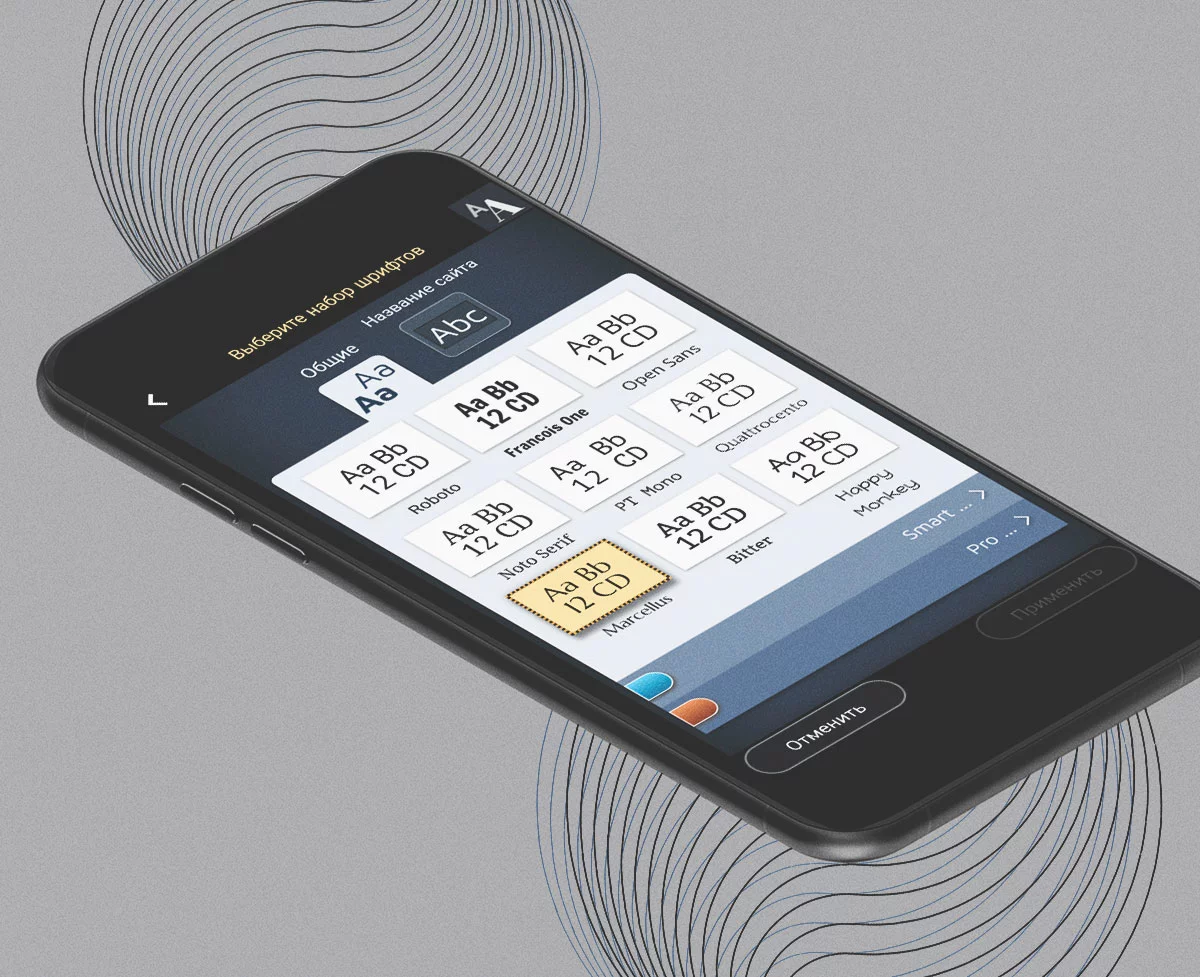 AA
Выберите набор шрифтов
Общие
Название сайта
Aa
Aa
Abc
Aa Bb
12 CD
Roboto
Aa Bb
12 CD
Francois One
Aa Bb
12 CD
Open Sans
Aa Bb
12 CD
Noto Serif
Aa Bb
12 CD
PT Mono
Aa Bb
12 CD
Quattrocento
Aa Bb
12 CD
Marcellus
Aa Bb
12 CD
Bitter
Aa Bb
12 CD
Happy
Monkey
Smart ...
Pro ...
Отменить
Применить